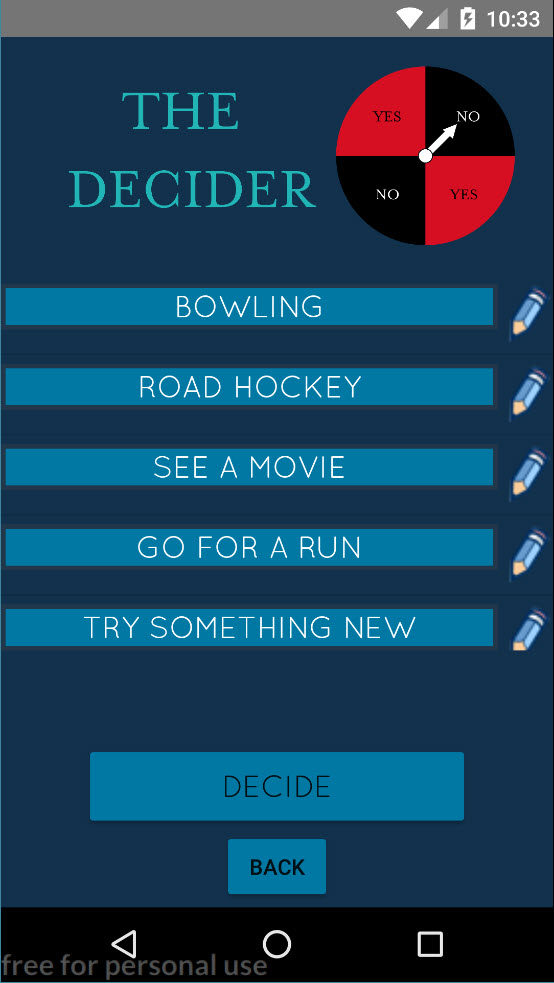 10:33
THE
DECIDER
YES
NO
NO
YES
BOWLING
ROAD HOCKEY
SEE A MOVIE
GO FOR A RUN
TRY SOMETHING NEW
DECIDE
BACK
free for personal use